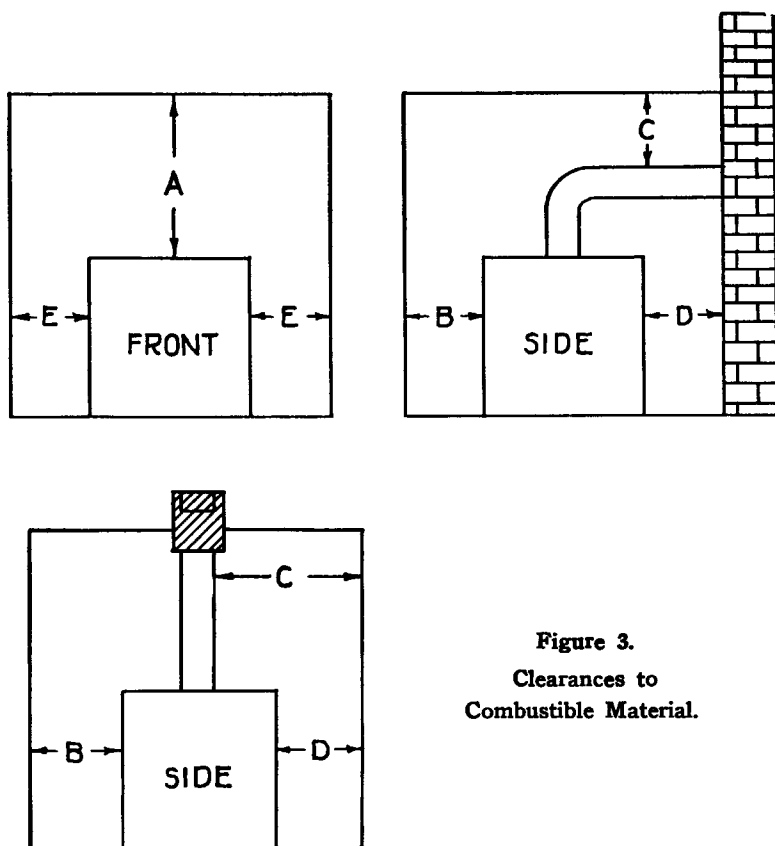 A
E
E
FRONT
C
B
D
SIDE
C
B
D
SIDE
Figure 3.
Clearances to
Combustible Material.